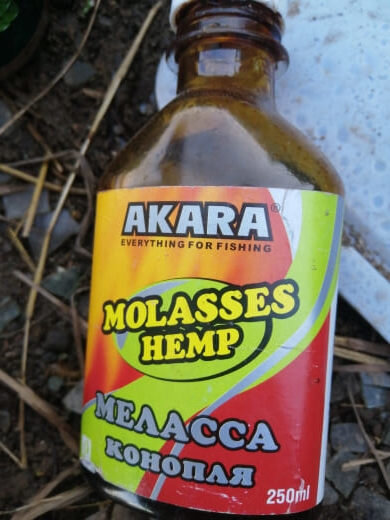 AKARA®
EVERYTHING FOR FISHING
MOLASSES
HEMP
МЕЛАССА
КОНОПЛЯ
250ml